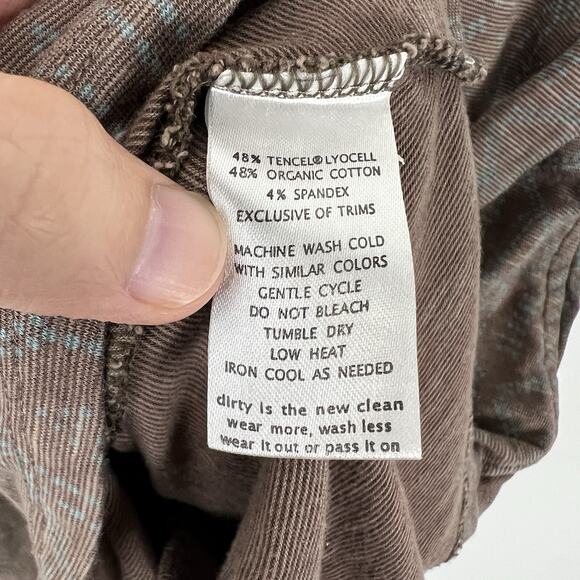 48% TENCEL®LYOCELL
48% ORGANIC COTTON
4% SPANDEX
EXCLUSIVE OF TRIMS
MACHINE WASH COLD
WITH SIMILAR COLORS
GENTLE CYCLE
DO NOT BLEACH
TUMBLE DRY
LOW HEAT
IRON COOL AS NEEDED
dirty is the new clean
wear more, wash less
wear it out or pass it on